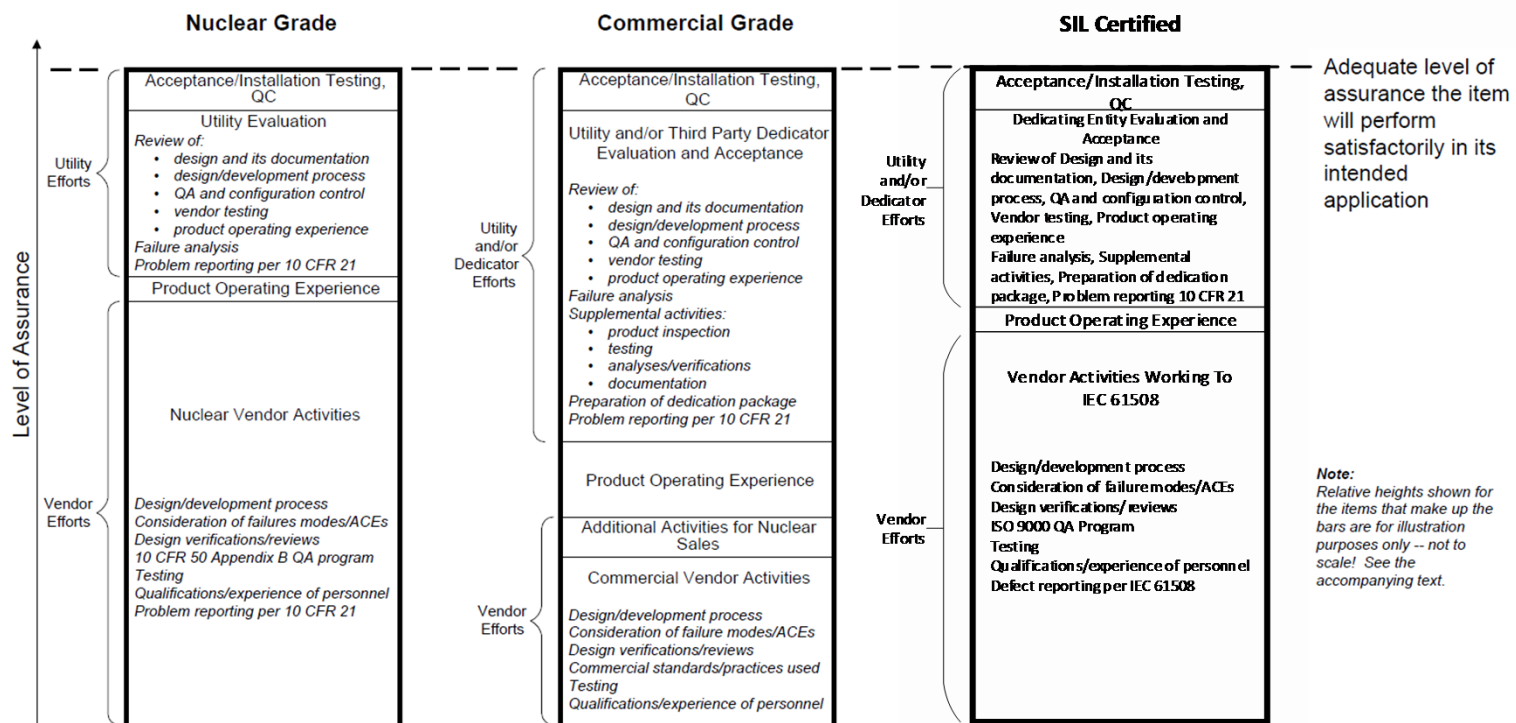 Nuclear Grade
Commercial Grade
SIL Certified
Level of Assurance
Acceptance/Installation Testing,
QC
Utility Evaluation
Review of:
• design and its documentation
• design/development process
• QA and configuration control
• vendor testing
• product operating experience
Failure analysis
Problem reporting per 10 CFR 21
Utility
Efforts
Product Operating Experience
Nuclear Vendor Activities
Vendor
Efforts
Design/development process
Consideration of failures modes/ACEs
Design verifications/reviews
10 CFR 50 Appendix B QA program
Testing
Qualifications/experience of personnel
Problem reporting per 10 CFR 21
Acceptance/Installation Testing,
QC
Utility and/or Third Party Dedicator
Evaluation and Acceptance
Review of:
• design and its documentation
• design/development process
• QA and configuration control
• vendor testing
• product operating experience
Failure analysis
Supplemental activities:
• product inspection
• testing
• analyses/verifications
• documentation
Preparation of dedication package
Problem reporting per 10 CFR 21
Utility
and/or
Dedicator
Efforts
Product Operating Experience
Additional Activities for Nuclear
Sales
Commercial Vendor Activities
Vendor
Efforts
Design/development process
Consideration of failure modes/ACEs
Design verifications/reviews
Commercial standards/practices used
Testing
Qualifications/experience of personnel
Acceptance/Installation Testing,
QC
Dedicating Entity Evaluation and
Acceptance
Review of Design and its
documentation, Design/development
process, QA and configuration control,
Vendor testing, Product operating
experience
Failure analysis, Supplemental
activities, Preparation of dedication
package, Problem reporting 10 CFR 21
Utility
and/or
Dedicator
Efforts
Product Operating Experience
Vendor Activities Working To
IEC 61508
Vendor
Efforts
Design/development process
Consideration of failure modes/ACEs
Design verifications/reviews
ISO 9000 QA Program
Testing
Qualifications/experience of personnel
Defect reporting per IEC 61508
Adequate level of
assurance the item
will perform
satisfactorily in its
intended
application
Note:
Relative heights shown for
the items that make up the
bars are for illustration
purposes only -- not to
scale! See the
accompanying text.